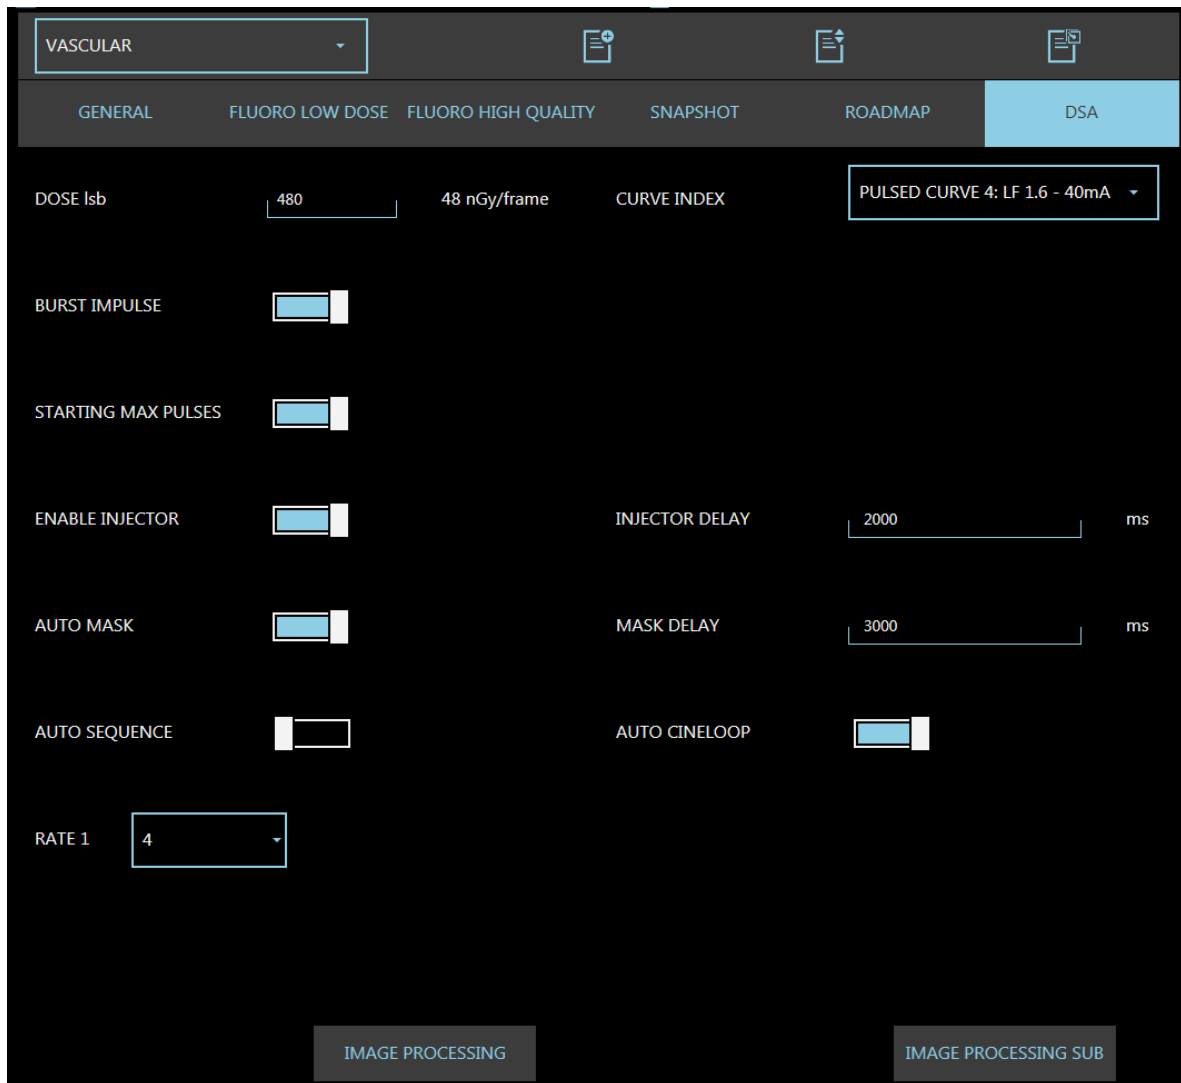 VASCULAR
GENERAL FLUORO LOW DOSE FLUORO HIGH QUALITY SNAPSHOT ROADMAP DSA
DOSE lsb 480 48 nGy/frame CURVE INDEX PULSED CURVE 4: LF 1.6 - 40mA
BURST IMPULSE
STARTING MAX PULSES
ENABLE INJECTOR INJECTOR DELAY 2000 ms
AUTO MASK MASK DELAY 3000 ms
AUTO SEQUENCE AUTO CINELOOP
RATE 1 4
IMAGE PROCESSING IMAGE PROCESSING SUB